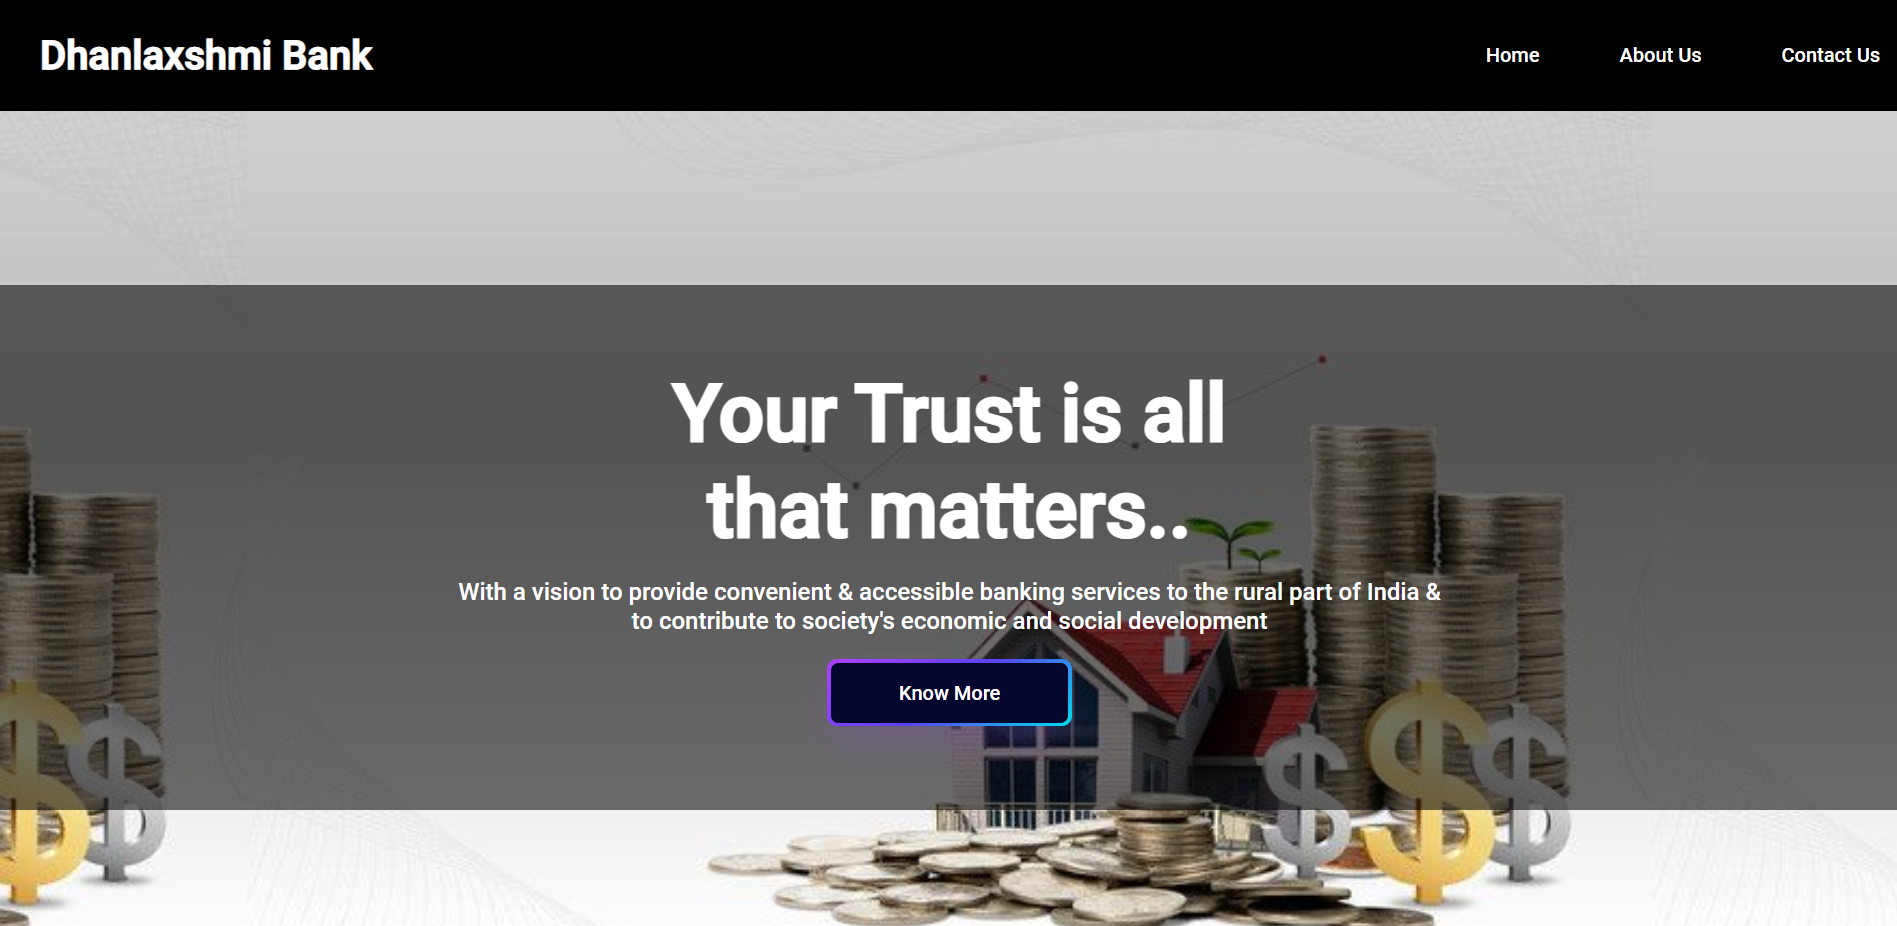 Dhanlaxshmi Bank
Home
About Us
Contact Us
Your Trust is all
that matters..
With a vision to provide convenient & accessible banking services to the rural part of India &
to contribute to society's economic and social development
Know More